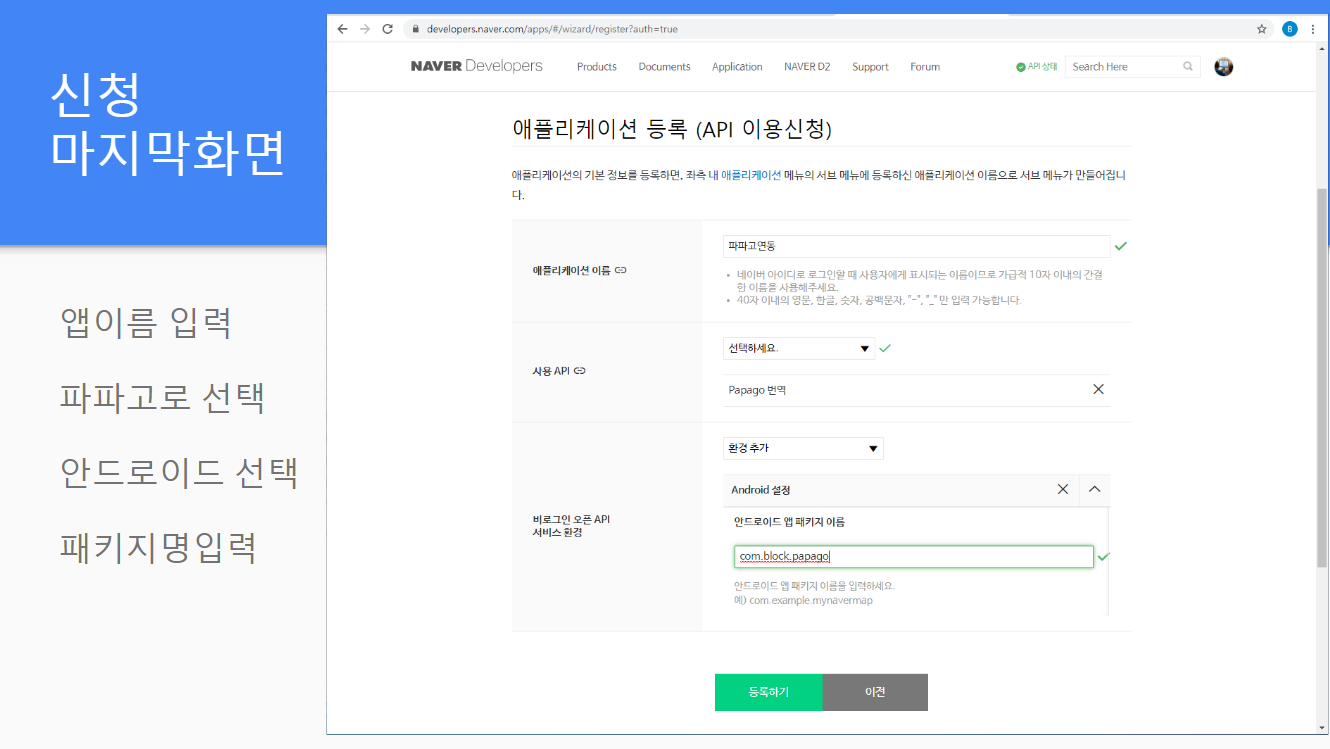 신청
마지막화면
앱이름 입력
파파고로 선택
안드로이드 선택
패키지명입력
developers.naver.com/apps/#/wizard/register?auth=true
B
NAVER Developers
Products
Documents
Application
NAVER D2
Support
Forum
API 상태
Search Here
애플리케이션 등록 (API 이용신청)
애플리케이션의 기본 정보를 등록하면, 좌측 내 애플리케이션 메뉴의 서브 메뉴에 등록하신 애플리케이션 이름으로 서브 메뉴가 만들어집니
다.
애플리케이션 이름
파파고연동
• 네이버 아이디로 로그인할 때 사용자에게 표시되는 이름이므로 가급적 10자 이내의 간결
한 이름을 사용해주세요.
• 40자 이내의 영문, 한글, 숫자, 공백문자, "-", "_" 만 입력 가능합니다.
사용 API
선택하세요.
Papago 번역
비로그인 오픈 API
서비스 환경
환경 추가
Android 설정
안드로이드 앱 패키지 이름
com.block.papago
안드로이드 앱 패키지 이름을 입력하세요.
예) com.example.mynavermap
등록하기
이전